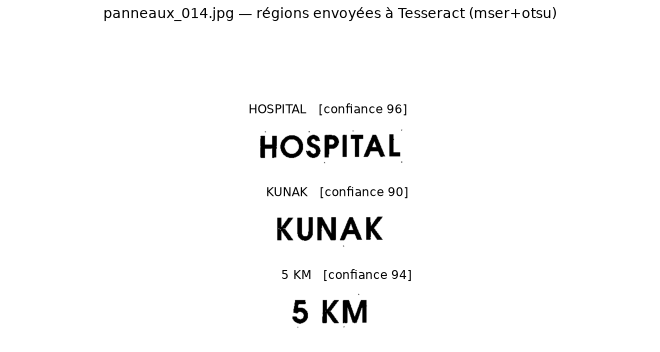 panneaux_014.jpg — régions envoyées à Tesseract (mser+otsu)
HOSPITAL [confiance 96]
HOSPITAL
KUNAK [confiance 90]
KUNAK
5 KM [confiance 94]
5 KM